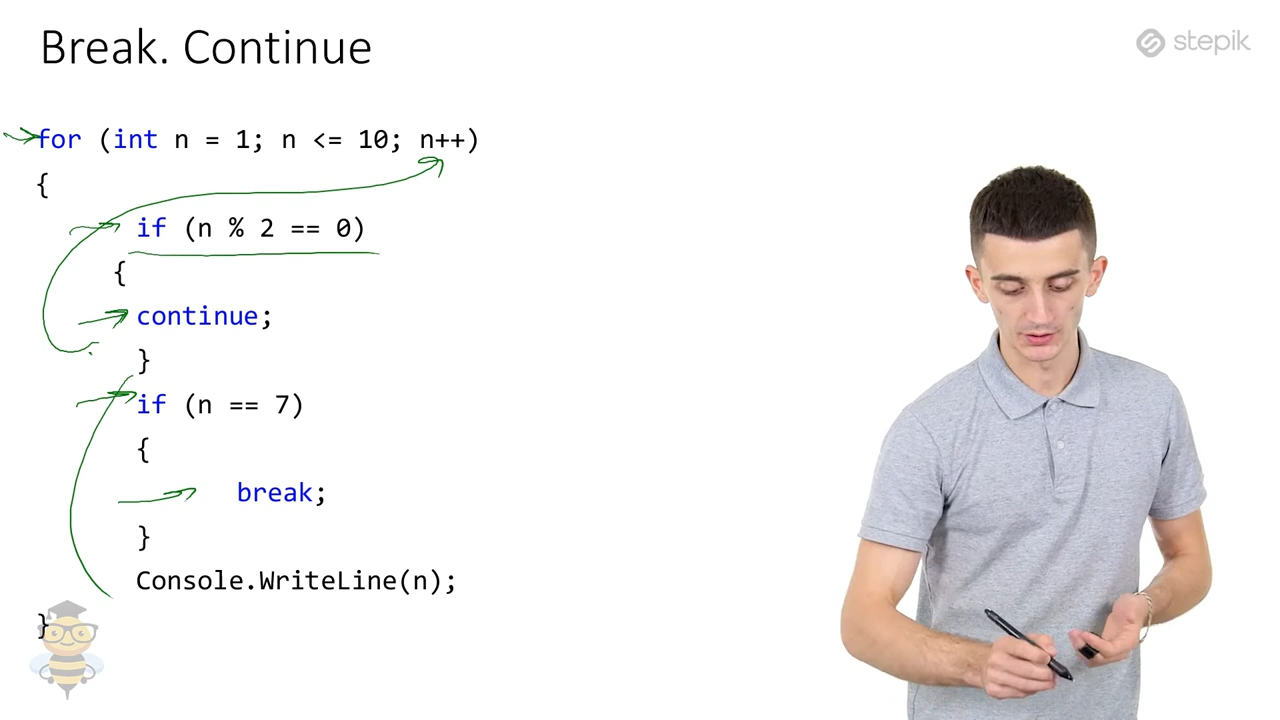 Break. Continue
stepik
for (int n = 1; n <= 10; n++)
{
if (n % 2 == 0)
{
continue;
}
if (n == 7)
{
break;
}
Console.WriteLine(n);
}